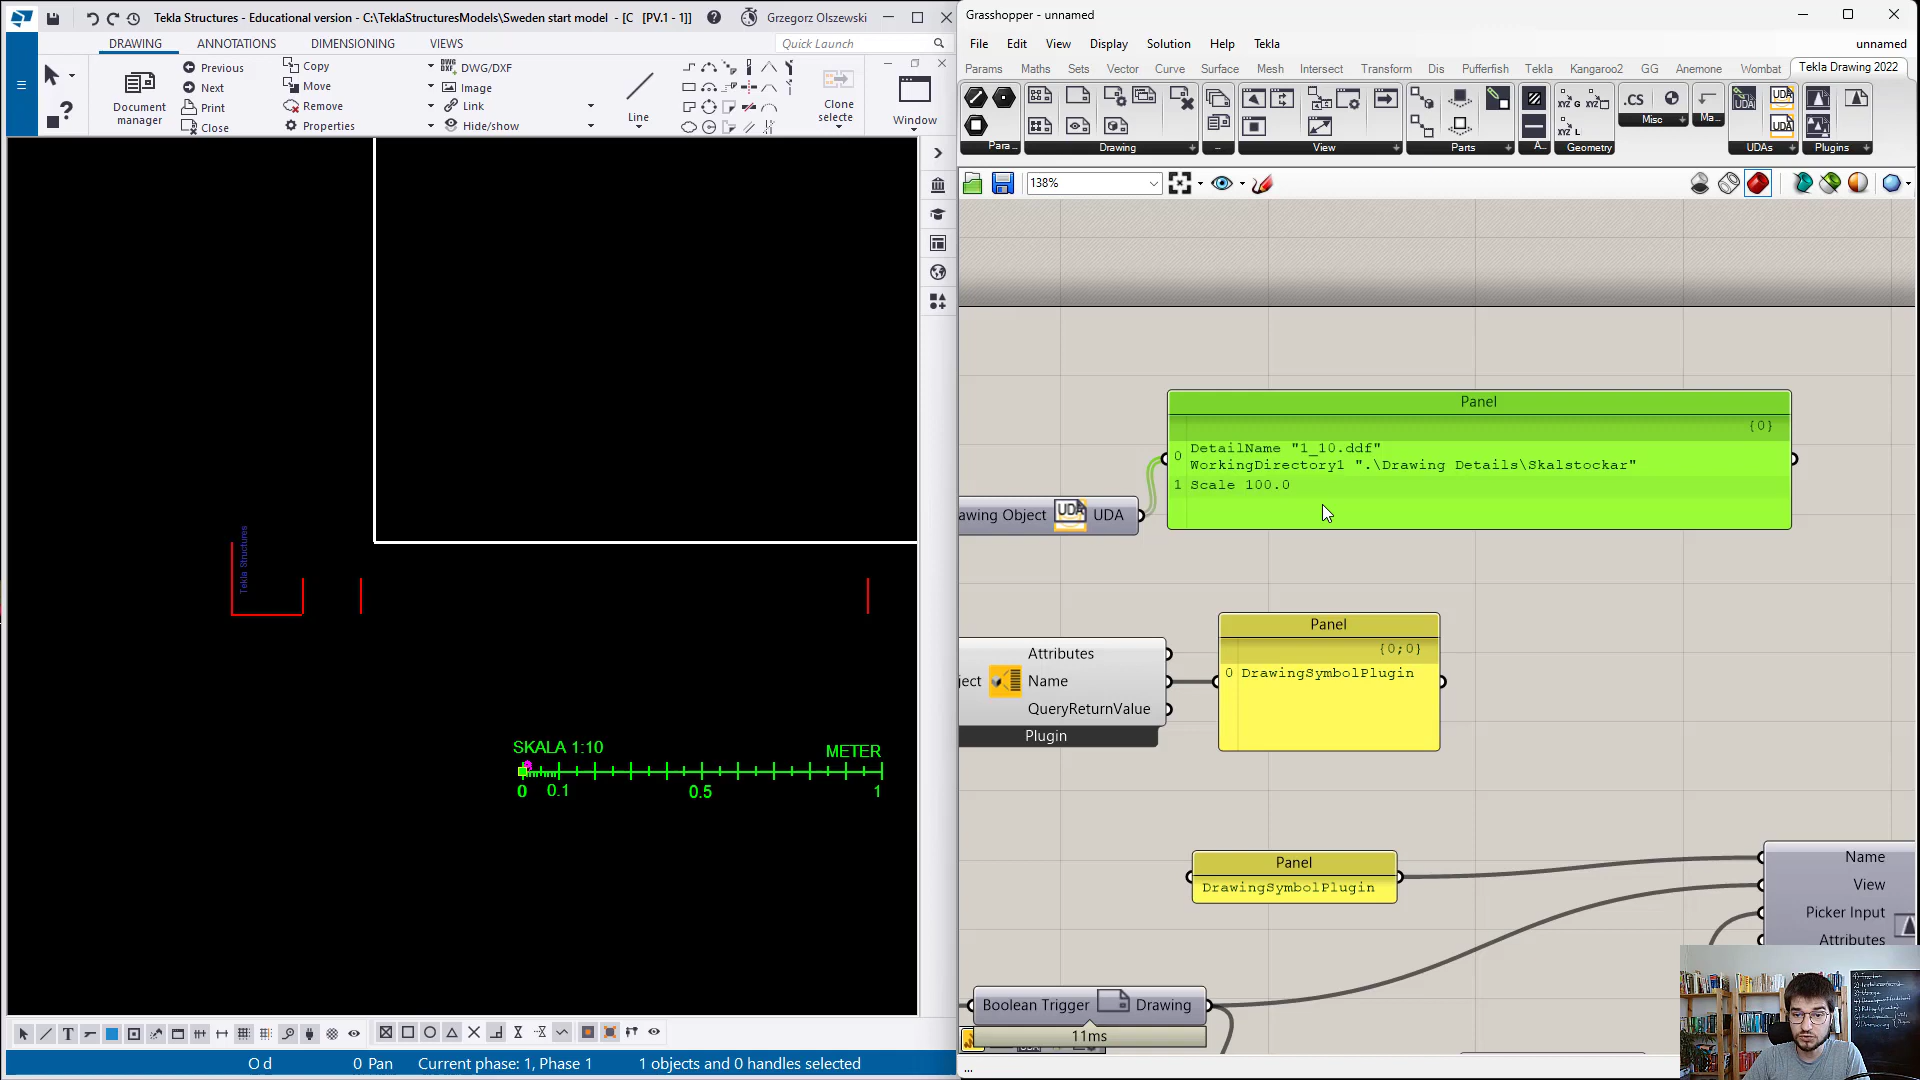 Tekla Structures - Educational version - C:\TeklaStructuresModels\Sweden start model - [C   [PV.1 - 1]]
Grzegorz Olszewski
DRAWING
ANNOTATIONS
DIMENSIONING
VIEWS
Quick Launch
Document manager
Previous
Next
Print
Close
Copy
Move
Remove
Properties
DWG/DXF
Image
Link
Hide/show
Line
Clone selecte
Window
Tekla Structures
SKALA 1:10
METER
0
0.1
0.5
1
O d
0 Pan
Current phase: 1, Phase 1
1 objects and 0 handles selected
Grasshopper - unnamed
File
Edit
View
Display
Solution
Help
Tekla
unnamed
Params
Maths
Sets
Vector
Curve
Surface
Mesh
Intersect
Transform
Dis
Pufferfish
Tekla
Kangaroo2
GG
Anemone
Wombat
Tekla Drawing 2022
Para...
Drawing
...
View
Parts
A...
Geometry
Misc
Ma...
UDAs
Plugins
138%
Panel
{0}
0 DetailName "1_10.ddf"
WorkingDirectory1 ".\Drawing Details\Skalstockar"
1 Scale 100.0
awing Object
UDA
UDA
Panel
{0;0}
0 DrawingSymbolPlugin
Attributes
ject
Name
QueryReturnValue
Plugin
Panel
DrawingSymbolPlugin
Name
View
Picker Input
Attributes
Boolean Trigger
Drawing
11ms
...